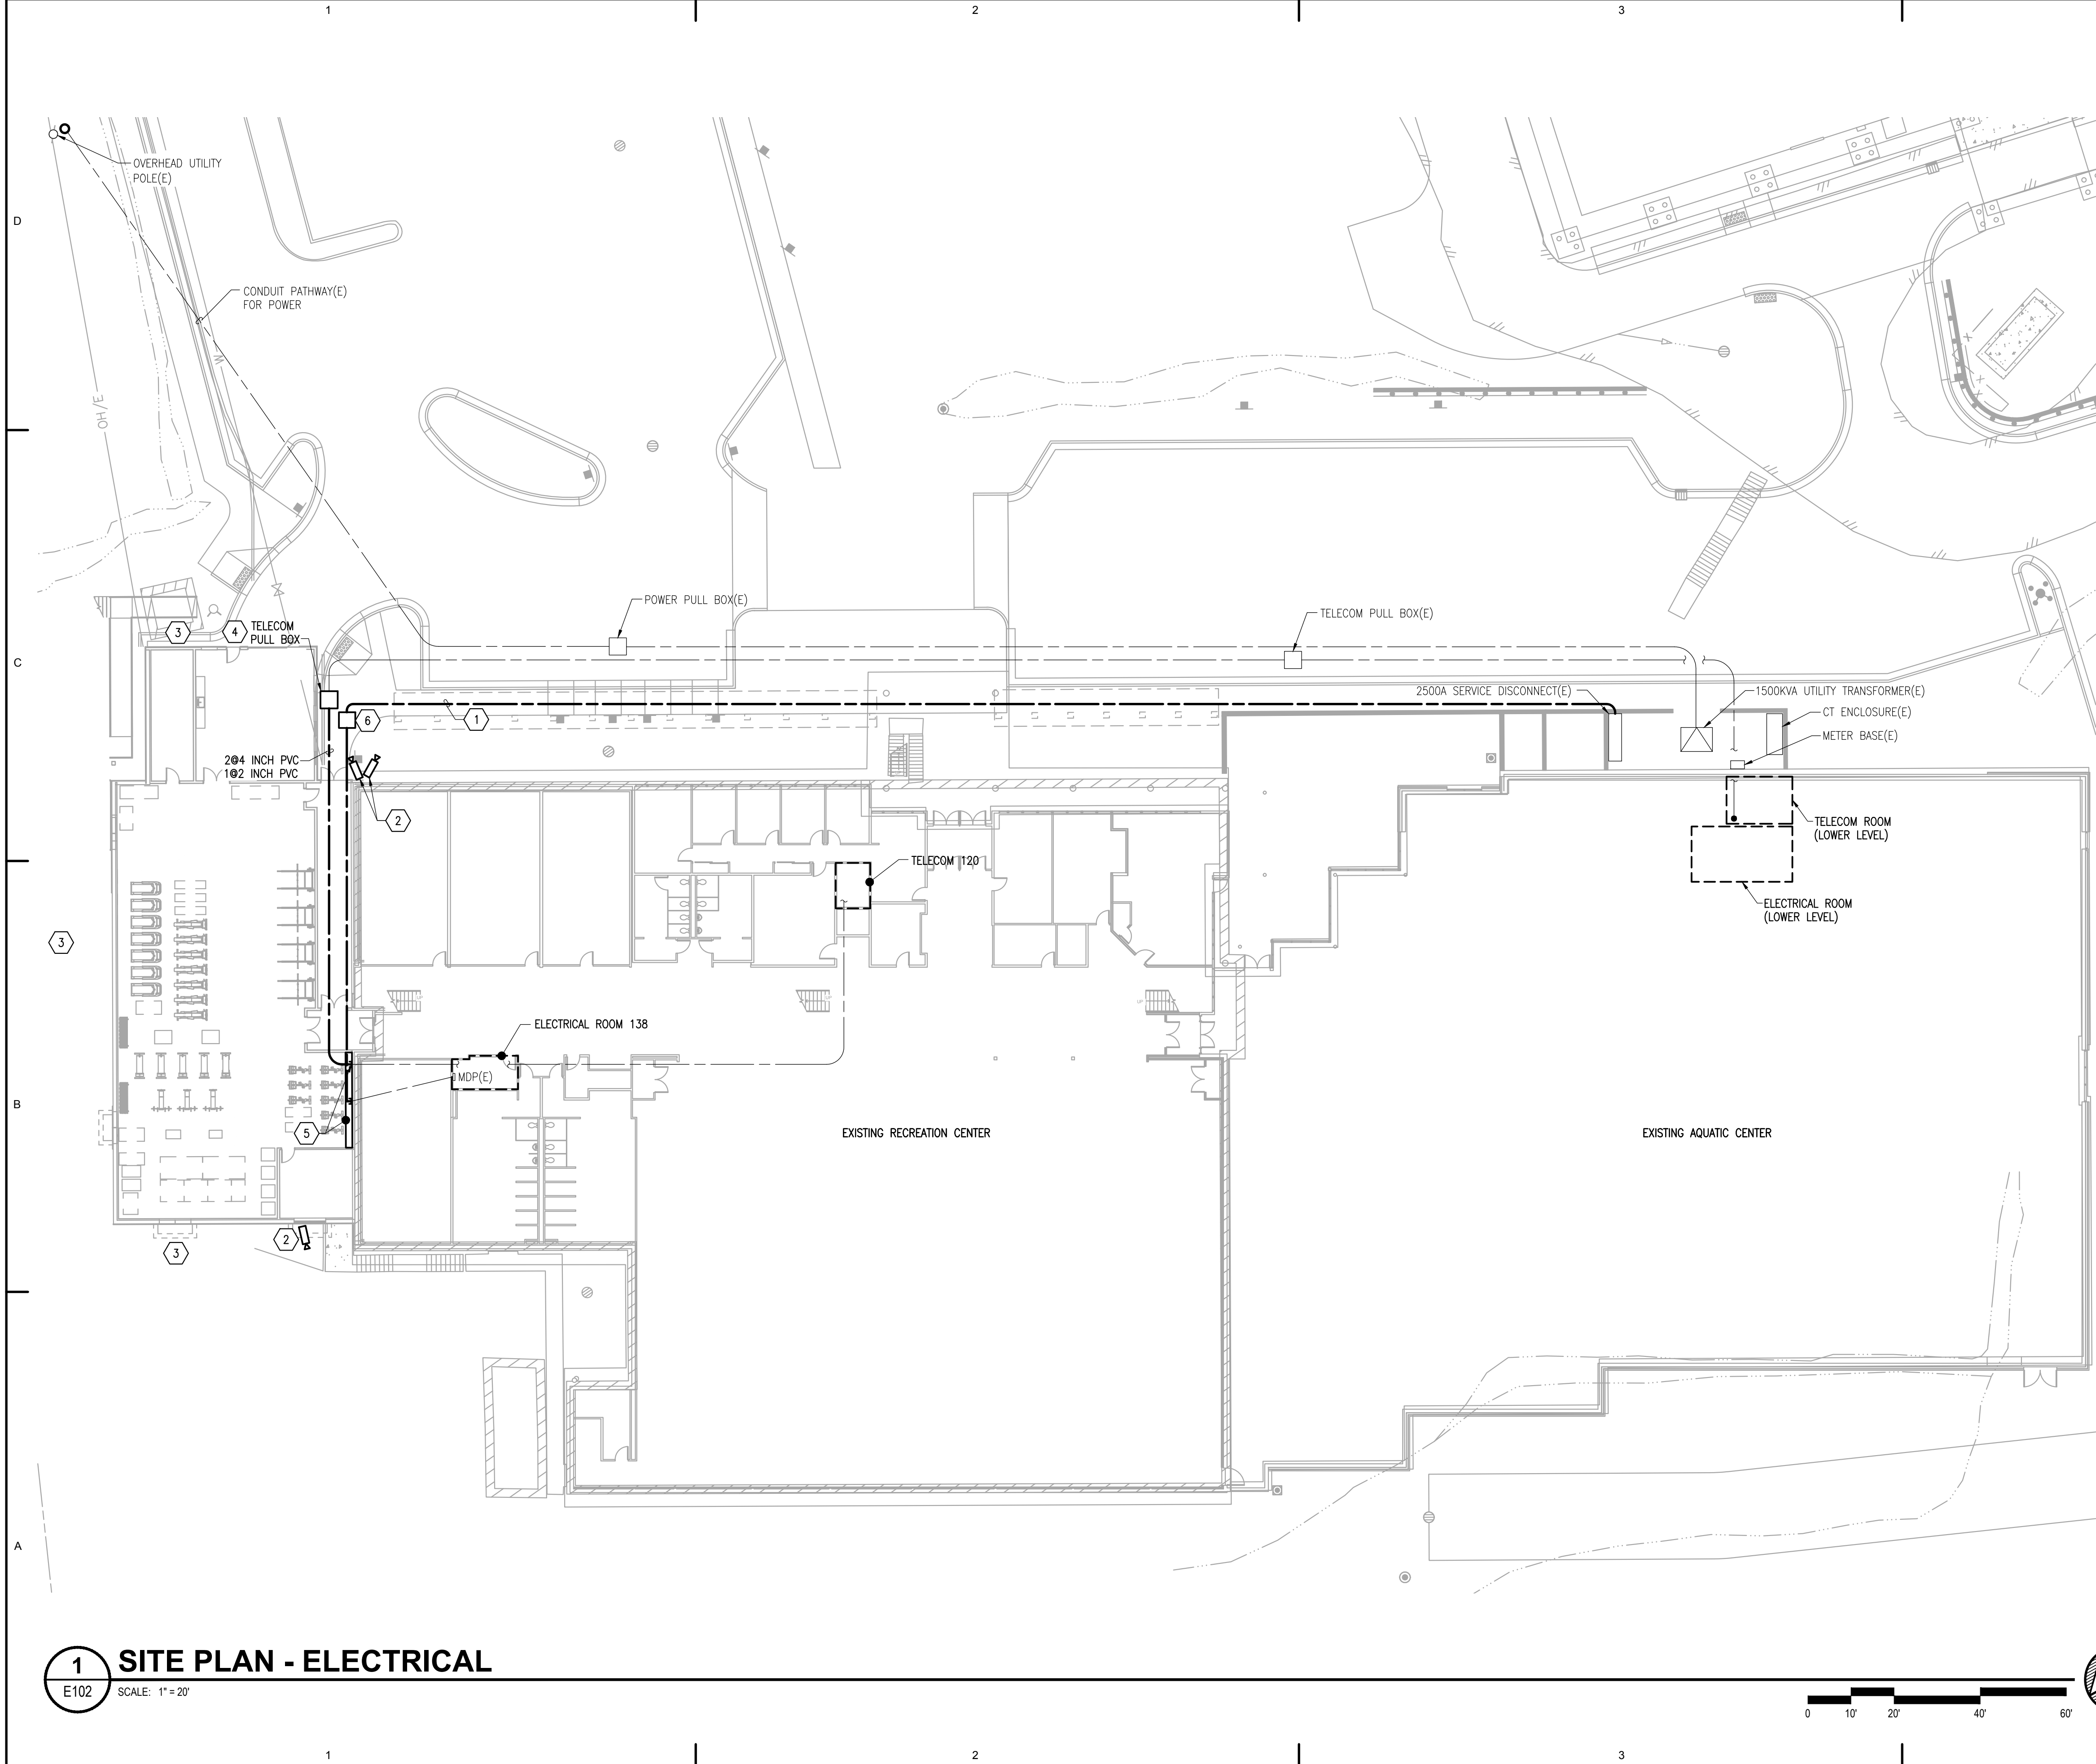 1
2
3
OVERHEAD UTILITY
POLE(E)
D
CONDUIT PATHWAY(E)
FOR POWER
W
OH/E
POWER PULL BOX(E)
TELECOM PULL BOX(E)
3
4
TELECOM
PULL BOX
C
2500A SERVICE DISCONNECT(E)
1500KVA UTILITY TRANSFORMER(E)
6
1
CT ENCLOSURE(E)
METER BASE(E)
2@4 INCH PVC
1@2 INCH PVC
2
TELECOM ROOM
(LOWER LEVEL)
TELECOM 120
ELECTRICAL ROOM
(LOWER LEVEL)
3
UP
UP
UP
ELECTRICAL ROOM 138
MDP(E)
B
5
EXISTING RECREATION CENTER
EXISTING AQUATIC CENTER
2
3
A
1
E102
SITE PLAN - ELECTRICAL
SCALE: 1" = 20'
0
10'
20'
40'
60'
1
2
3